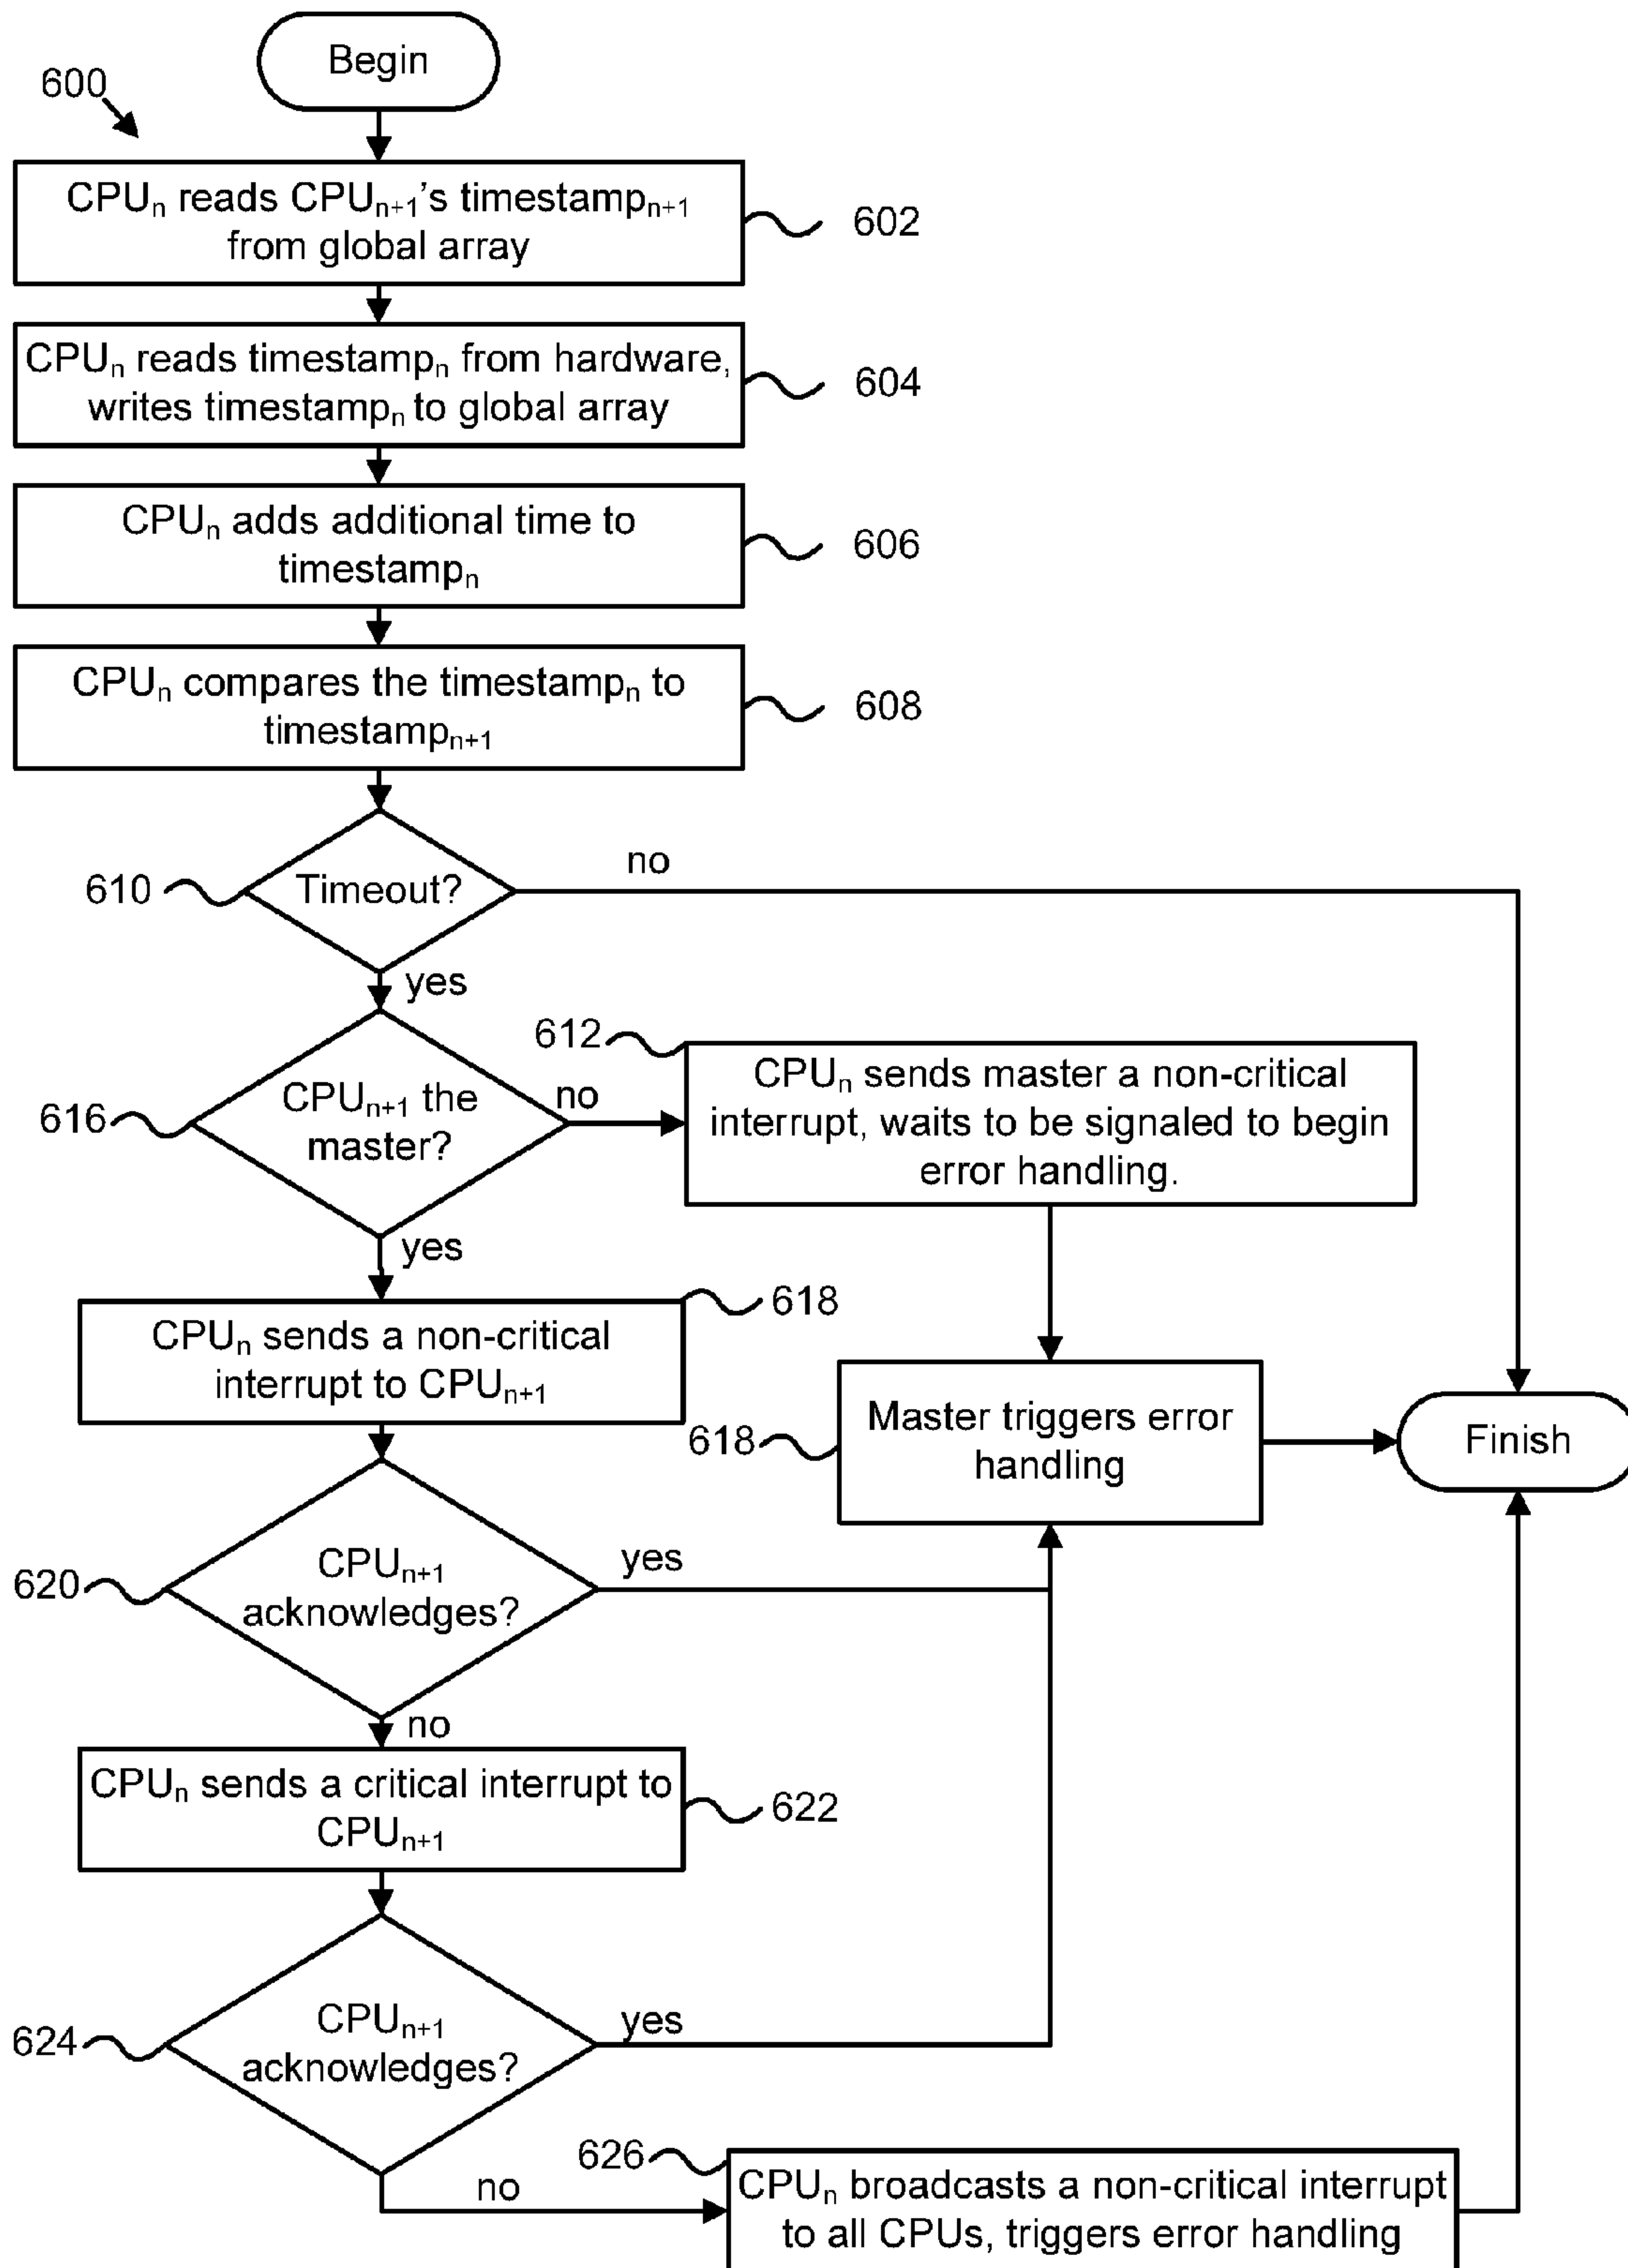 Begin
600
CPUₙ reads CPUₙ₊₁'s timestampₙ₊₁
from global array
602
CPUₙ reads timestampₙ from hardware,
writes timestampₙ to global array
604
CPUₙ adds additional time to
timestampₙ
606
CPUₙ compares the timestampₙ to
timestampₙ₊₁
608
610
Timeout?
no
yes
616
CPUₙ₊₁ the
master?
no
612
CPUₙ sends master a non-critical
interrupt, waits to be signaled to begin
error handling.
yes
CPUₙ sends a non-critical
interrupt to CPUₙ₊₁
618
618
Master triggers error
handling
Finish
620
CPUₙ₊₁
acknowledges?
yes
no
CPUₙ sends a critical interrupt to
CPUₙ₊₁
622
624
CPUₙ₊₁
acknowledges?
yes
no
626
CPUₙ broadcasts a non-critical interrupt
to all CPUs, triggers error handling